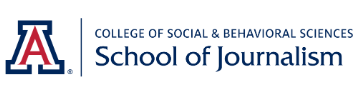 A®
COLLEGE OF SOCIAL & BEHAVIORAL SCIENCES
School of Journalism